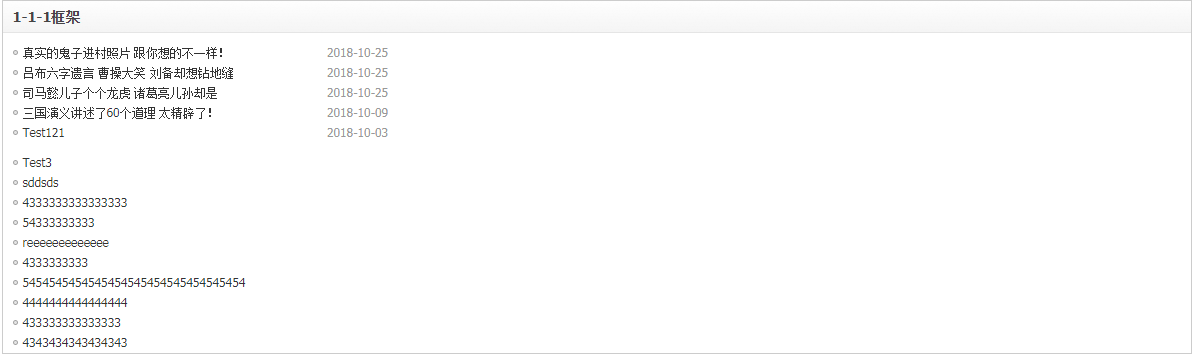 1-1-1框架
真实的鬼子进村照片 跟你想的不一样！ 2018-10-25
吕布六字遗言 曹操大笑 刘备却想钻地缝 2018-10-25
司马懿儿子个个龙虎 诸葛亮儿孙却是 2018-10-25
三国演义讲述了60个道理 太精辟了！ 2018-10-09
Test121 2018-10-03
Test3
sddsds
4333333333333333
54333333333
reeeeeeeeeeeee
4333333333
5454545454545454545454545454545454
4444444444444444
433333333333333
4343434343434343